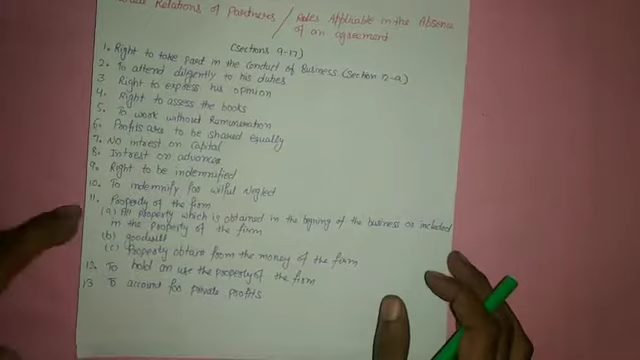 Relations of Partners / Rules Applicable in the Absence
of an agreement
(Sections 9-17)
1. Right to take part in the conduct of Business (Section 12-a)
2. To attend diligently to his duties
3 Right to express his opinion
4. Right to assess the books
5. To work without Remuneration
6. Profits are to be shared equally
7. No intrest on capital
8. Intrest on advances
9. Right to be indemnified
10. To indemnify for wilful Neglect
11. Property of the firm
(a) All property which is obtained in the of the business or included
in the property of the firm
(b) goodwill
(c) Property obtain from the money of the firm
12. To hold an use the property of the firm
13 To account for private profits